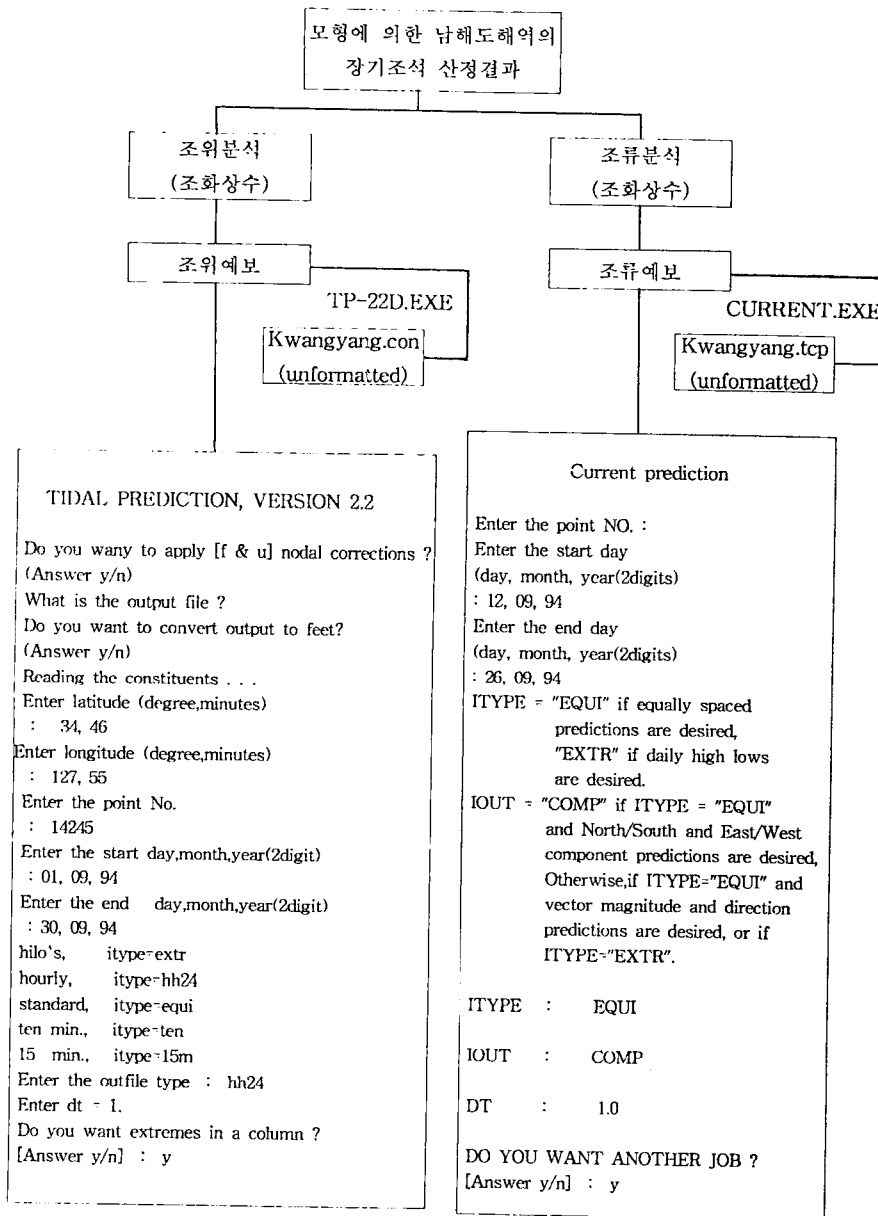 모형에 의한 남해도해역의
장기조석 산정결과
조위분석
(조화상수)
조류분석
(조화상수)
조위예보
조류예보
TP-22D.EXE
Kwangyang.con
(unformatted)
CURRENT.EXE
Kwangyang.tcp
(unformatted)
TIDAL PREDICTION, VERSION 2.2
Do you wany to apply [f & u] nodal corrections ?
(Answer y/n)
What is the output file ?
Do you want to convert output to feet?
(Answer y/n)
Reading the constituents . . .
Enter latitude (degree,minutes)
: 34, 46
Enter longitude (degree,minutes)
: 127, 55
Enter the point No.
: 14245
Enter the start day,month,year(2digit)
: 01, 09, 94
Enter the end day,month,year(2digit)
: 30, 09, 94
hilo's, itype=extr
hourly, itype=hh24
standard, itype=equi
ten min., itype=ten
15 min., itype=15m
Enter the outfile type : hh24
Enter dt = 1.
Do you want extremes in a column ?
[Answer y/n] : y
Current prediction
Enter the point NO. :
Enter the start day
(day, month, year(2digits)
: 12, 09, 94
Enter the end day
(day, month, year(2digits)
: 26, 09, 94
ITYPE = "EQUI" if equally spaced
predictions are desired,
"EXTR" if daily high lows
are desired.
IOUT = "COMP" if ITYPE = "EQUI"
and North/South and East/West
component predictions are desired,
Otherwise,if ITYPE="EQUI" and
vector magnitude and direction
predictions are desired, or if
ITYPE="EXTR".
ITYPE : EQUI
IOUT : COMP
DT : 1.0
DO YOU WANT ANOTHER JOB ?
[Answer y/n] : y